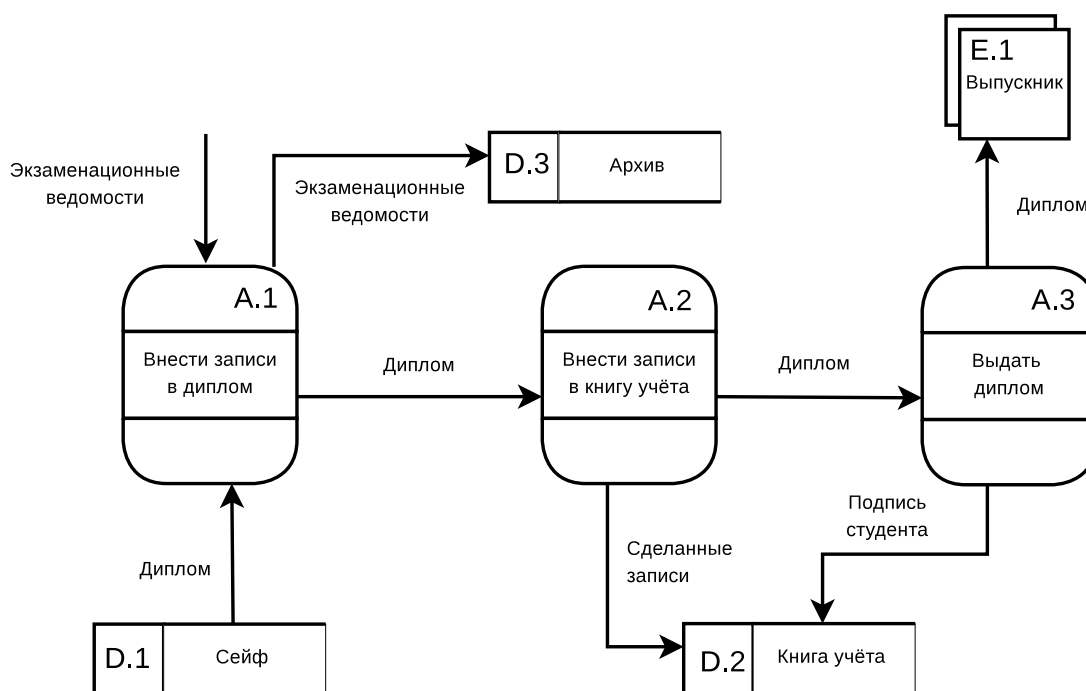 E.1
Выпускник
Экзаменационные
ведомости
D.3
Архив
Экзаменационные
ведомости
Диплом
A.1
Внести записи
в диплом
Диплом
A.2
Внести записи
в книгу учёта
Диплом
A.3
Выдать
диплом
Диплом
Сделанные
записи
Подпись
студента
D.1
Сейф
D.2
Книга учёта